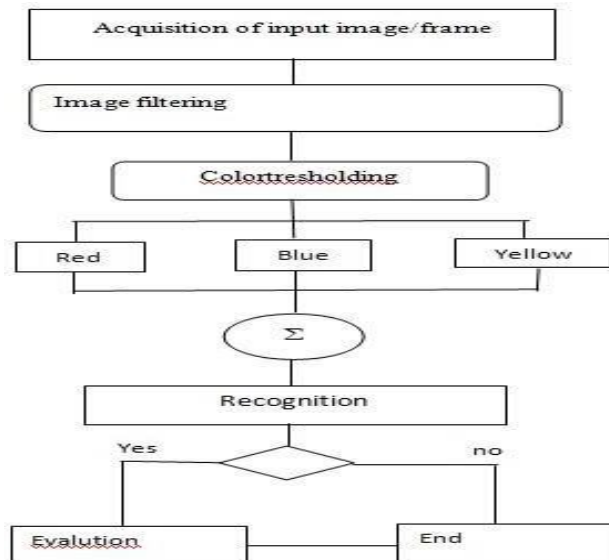 Acquisition of input image/frame
Image filtering
Colortresholding
Red
Blue
Yellow
Σ
Recognition
Yes
no
Evalution
End